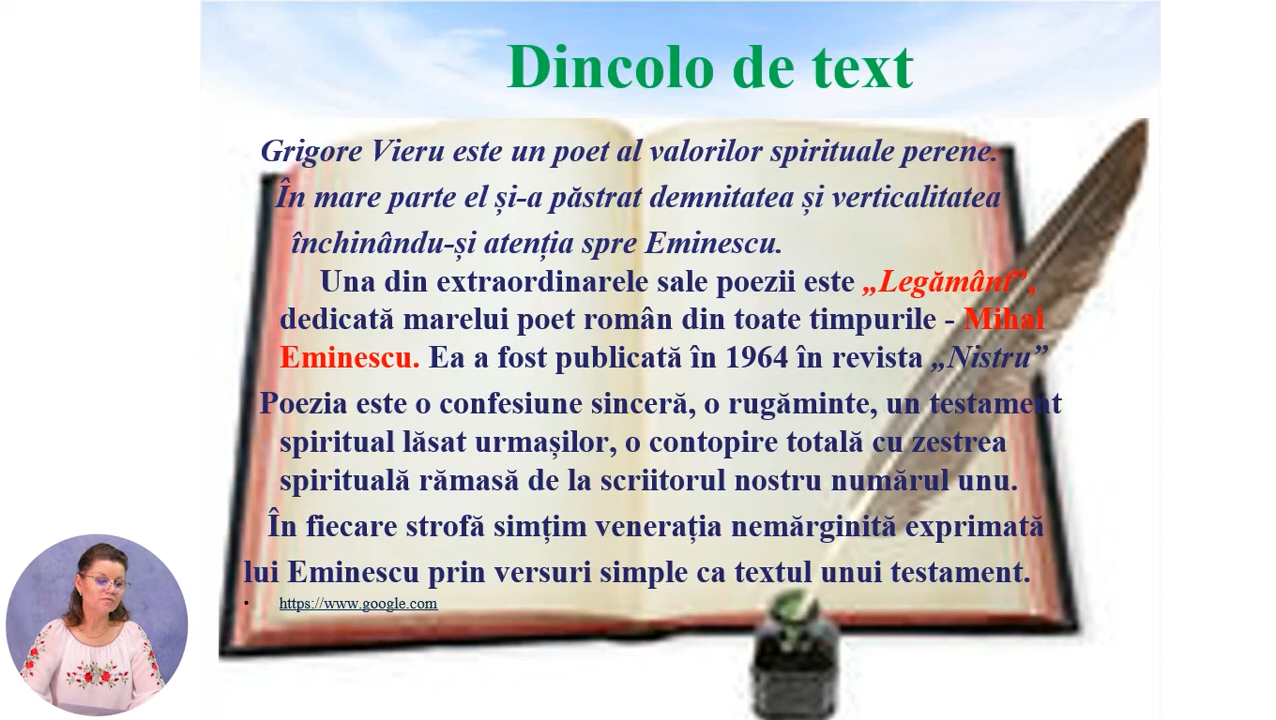 Dincolo de text
Grigore Vieru este un poet al valorilor spirituale perene.
În mare parte el și-a păstrat demnitatea și verticalitatea
închinându-și atenția spre Eminescu.
Una din extraordinarele sale poezii este „Legământ”,
dedicată marelui poet român din toate timpurile - Mihai
Eminescu. Ea a fost publicată în 1964 în revista „Nistru”
Poezia este o confesiune sinceră, o rugăminte, un testament
spiritual lăsat urmașilor, o contopire totală cu zestrea
spirituală rămasă de la scriitorul nostru numărul unu.
În fiecare strofă simțim venerația nemărginită exprimată
lui Eminescu prin versuri simple ca textul unui testament.
• https://www.google.com